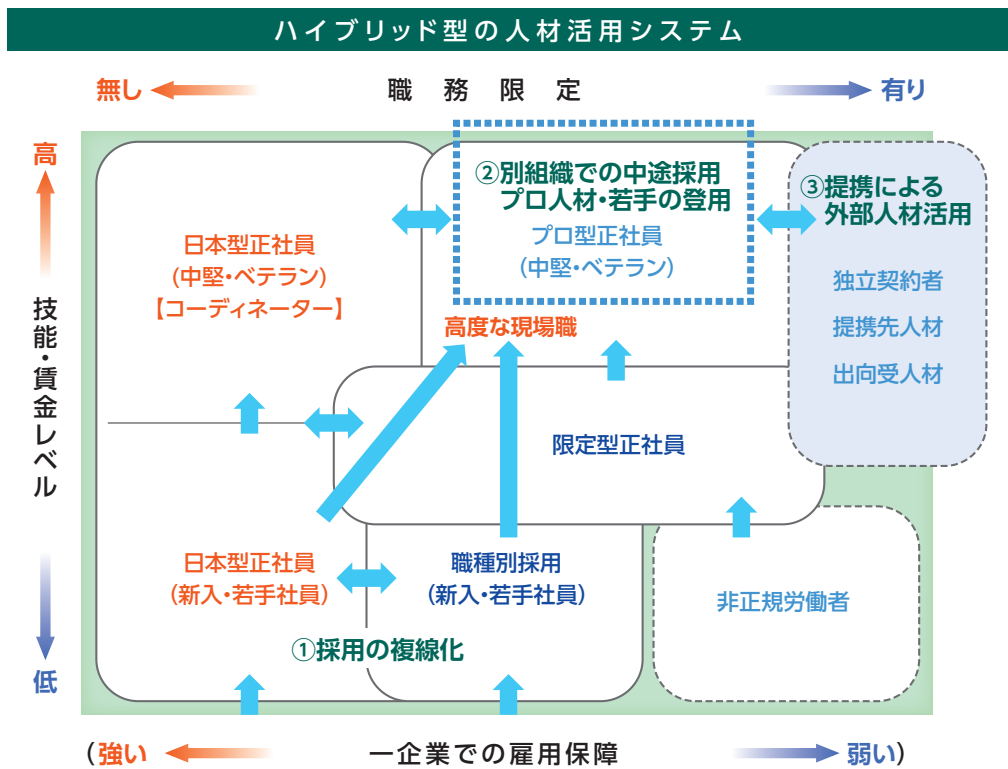 ハイブリッド型の人材活用システム
無し
職務限定
有り
高
技能・賃金レベル
低
②別組織での中途採用
プロ人材・若手の登用
プロ型正社員
(中堅・ベテラン)
③提携による
外部人材活用
独立契約者
提携先人材
出向受人材
日本型正社員
(中堅・ベテラン)
【コーディネーター】
高度な現場職
限定型正社員
日本型正社員
(新入・若手社員)
職種別採用
(新入・若手社員)
非正規労働者
①採用の複線化
(強い
一企業での雇用保障
弱い)